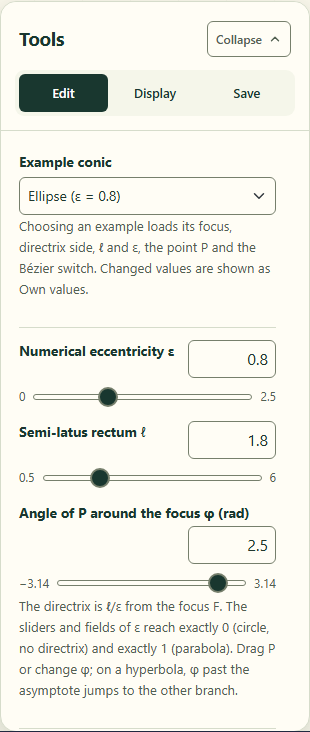 Tools
Collapse
Edit
Display
Save
Example conic
Ellipse (ε = 0.8)
Choosing an example loads its focus,
directrix side, ℓ and ε, the point P and the
Bézier switch. Changed values are shown as
Own values.
Numerical eccentricity ε
0.8
0
2.5
Semi-latus rectum ℓ
1.8
0.5
6
Angle of P around the focus φ (rad)
2.5
−3.14
3.14
The directrix is ℓ/ε from the focus F. The
sliders and fields of ε reach exactly 0 (circle,
no directrix) and exactly 1 (parabola). Drag P
or change φ; on a hyperbola, φ past the
asymptote jumps to the other branch.